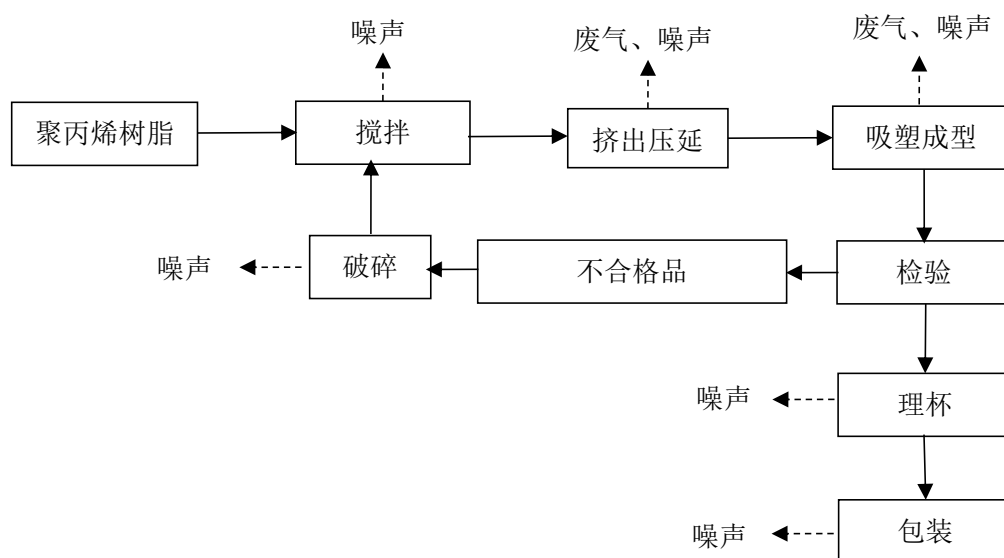 噪声
废气、噪声
废气、噪声
聚丙烯树脂
搅拌
挤出压延
吸塑成型
噪声
破碎
不合格品
检验
噪声
理杯
噪声
包装